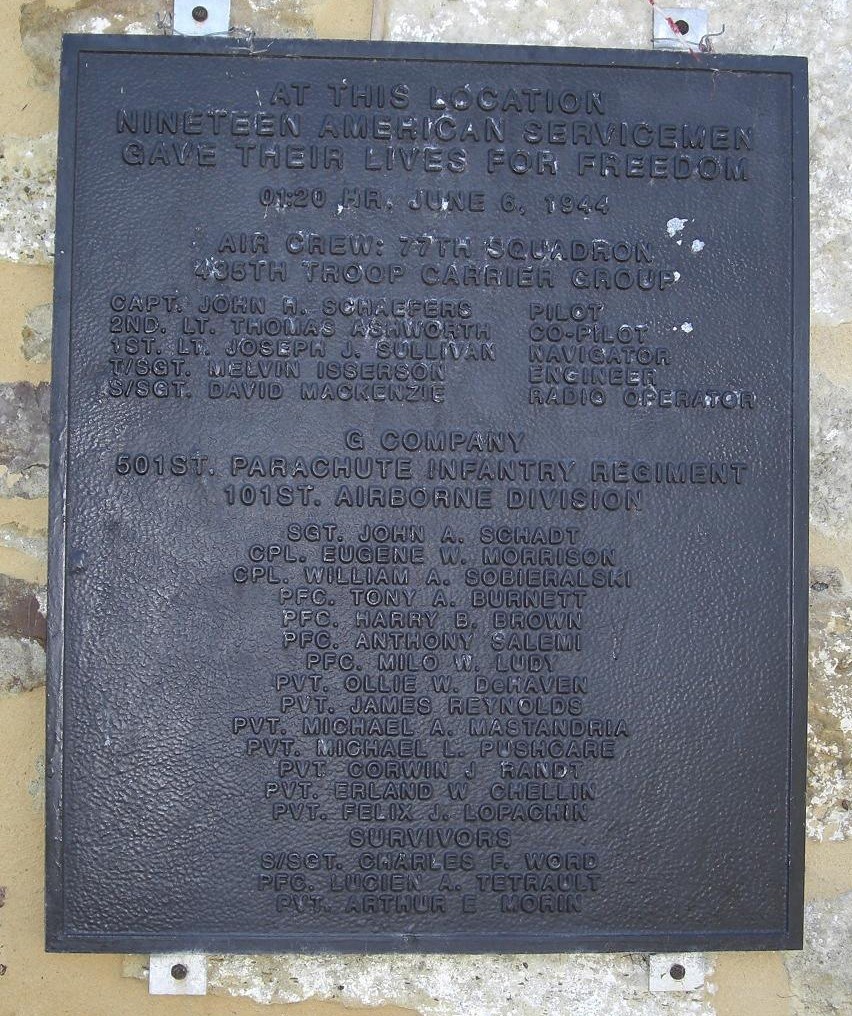 AT THIS LOCATION
NINETEEN AMERICAN SERVICEMEN
GAVE THEIR LIVES FOR FREEDOM
01:20 HR, JUNE 6, 1944
AIR CREW: 77TH SQUADRON
435TH TROOP CARRIER GROUP
CAPT. JOHN H. SCHAEFERS PILOT
2ND. LT. THOMAS ASHWORTH CO-PILOT
1ST. LT. JOSEPH J. SULLIVAN NAVIGATOR
T/SGT. MELVIN ISSERSON ENGINEER
S/SGT. DAVID MACKENZIE RADIO OPERATOR
G COMPANY
501ST. PARACHUTE INFANTRY REGIMENT
101ST. AIRBORNE DIVISION
SGT. JOHN A. SCHADT
CPL. EUGENE W. MORRISON
CPL. WILLIAM A. SOBIERALSKI
PFC. TONY A. BURNETT
PFC. HARRY B. BROWN
PFC. ANTHONY SALEMI
PFC. MILO W. LUDY
PVT. OLLIE W. DeHAVEN
PVT. JAMES REYNOLDS
PVT. MICHAEL A. MASTANDRIA
PVT. MICHAEL L. PUSHCARE
PVT. CORWIN J RANDT
PVT. ERLAND W CHELLIN
PVT. FELIX J. LOPACHIN
SURVIVORS
S/SGT. CHARLES F. WORD
PFC. LUCIEN A. TETRAULT
PVT. ARTHUR E MORIN